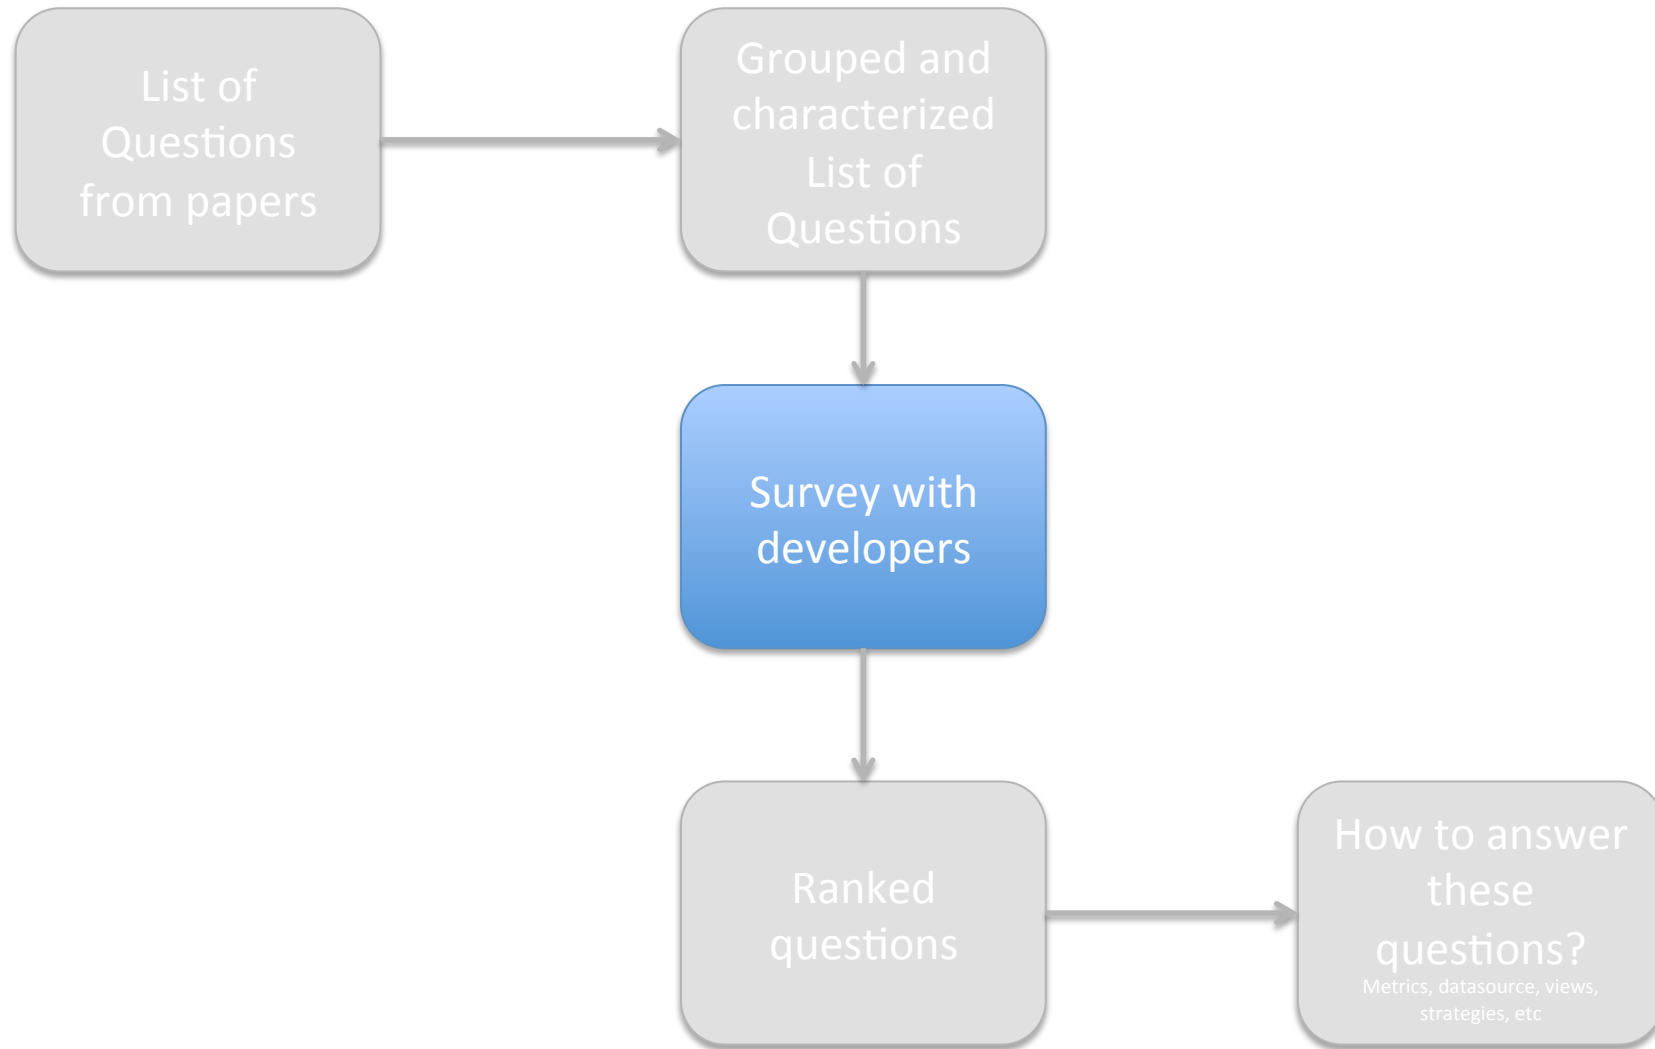 List of
Questions
from papers
Grouped and
characterized
List of
Questions
Survey with
developers
Ranked
questions
How to answer
these
questions?
Metrics, datasource, views,
strategies, etc